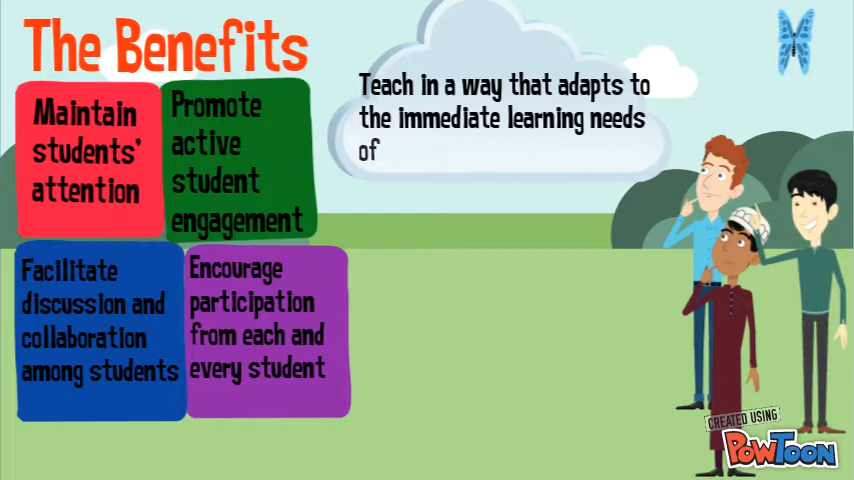 The Benefits
Maintain
students'
attention
Promote
active
student
engagement
Facilitate
discussion and
collaboration
among students
Encourage
participation
from each and
every student
Teach in a way that adapts to
the immediate learning needs
of
CREATED USING
POWTOON